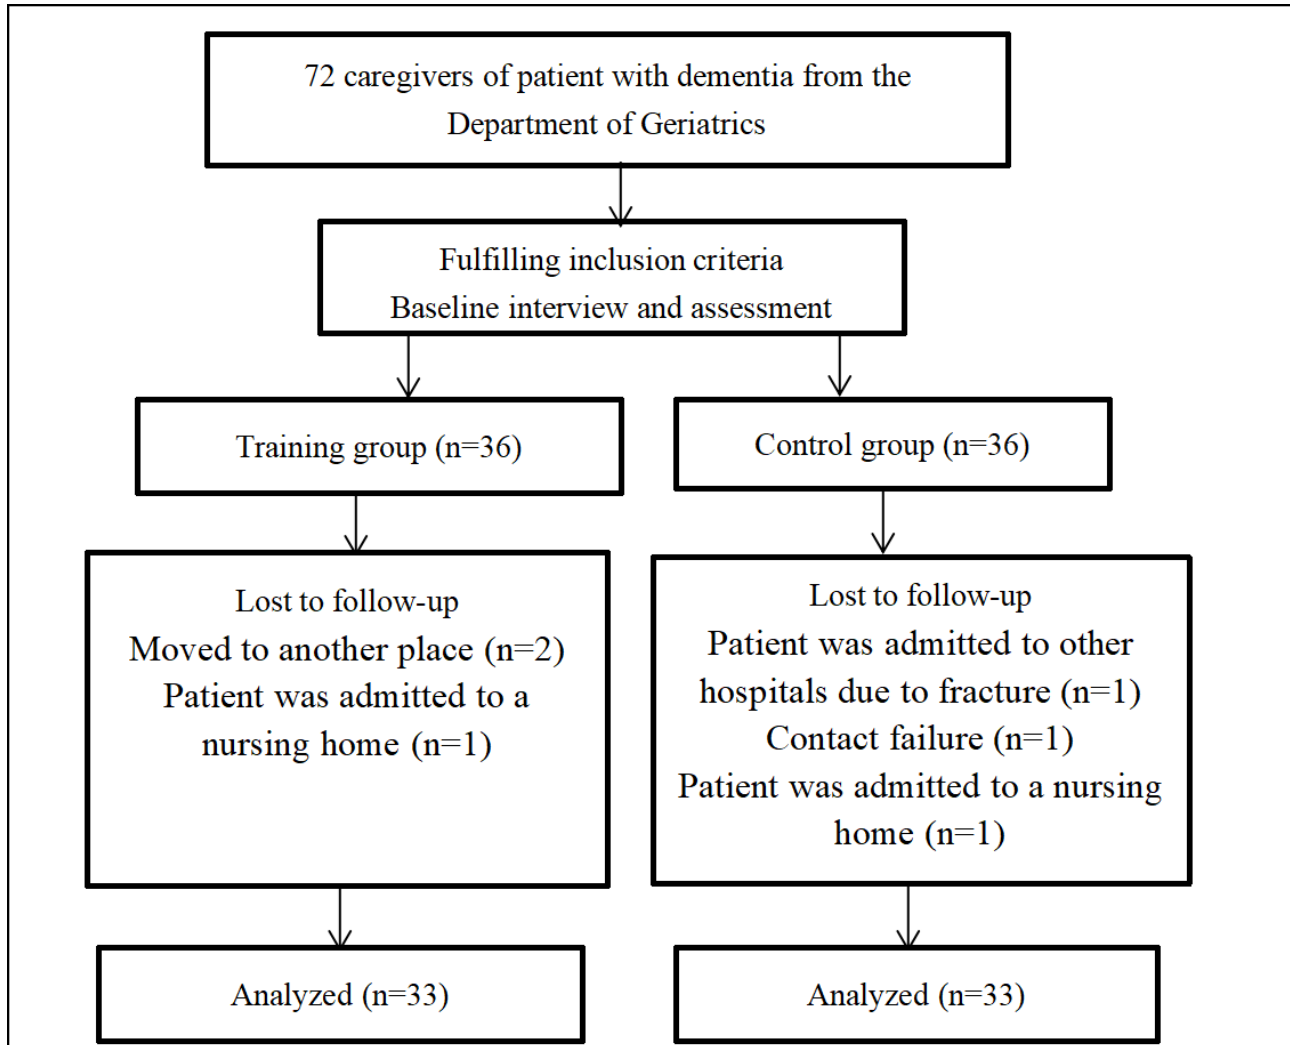 72 caregivers of patient with dementia from the
Department of Geriatrics
Fulfilling inclusion criteria
Baseline interview and assessment
Training group (n=36)
Control group (n=36)
Lost to follow-up
Moved to another place (n=2)
Patient was admitted to a
nursing home (n=1)
Lost to follow-up
Patient was admitted to other
hospitals due to fracture (n=1)
Contact failure (n=1)
Patient was admitted to a nursing
home (n=1)
Analyzed (n=33)
Analyzed (n=33)